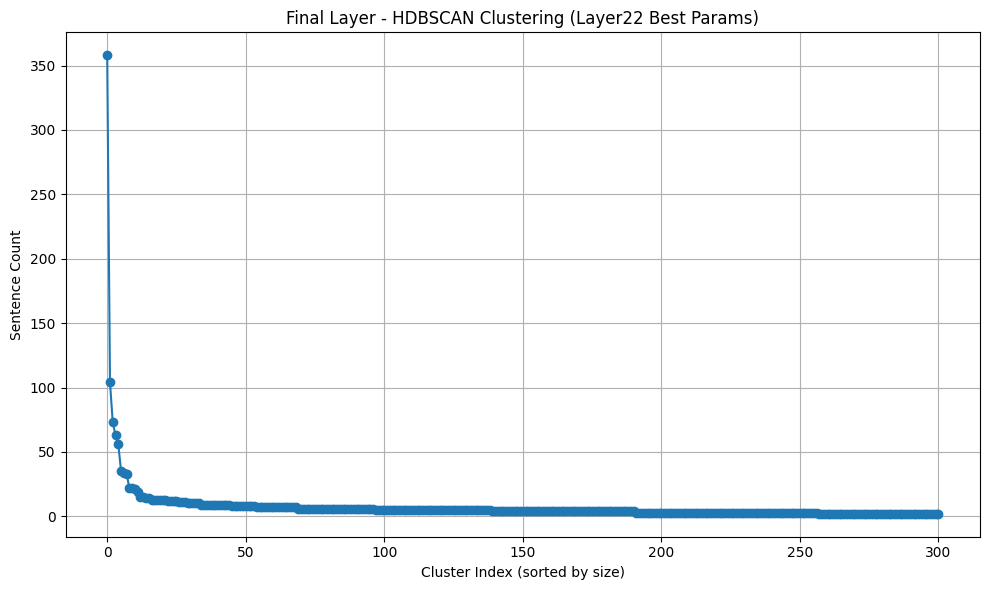 Final Layer - HDBSCAN Clustering (Layer22 Best Params)
350
300
250
200
150
100
50
0
Sentence Count
0 50 100 150 200 250 300
Cluster Index (sorted by size)